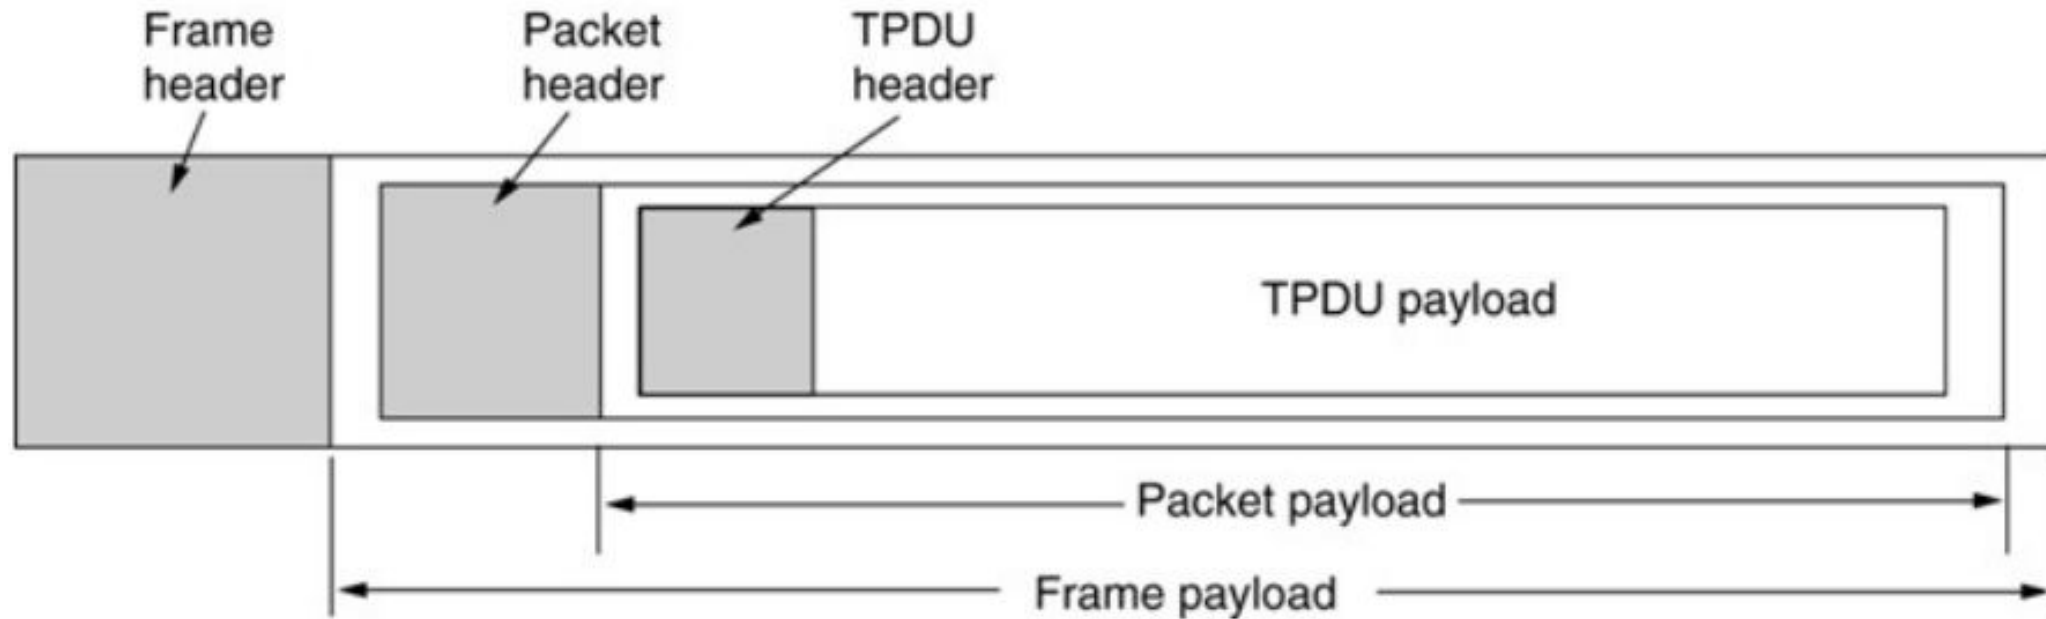 Frame
header
Packet
header
TPDU
header
TPDU payload
Packet payload
Frame payload